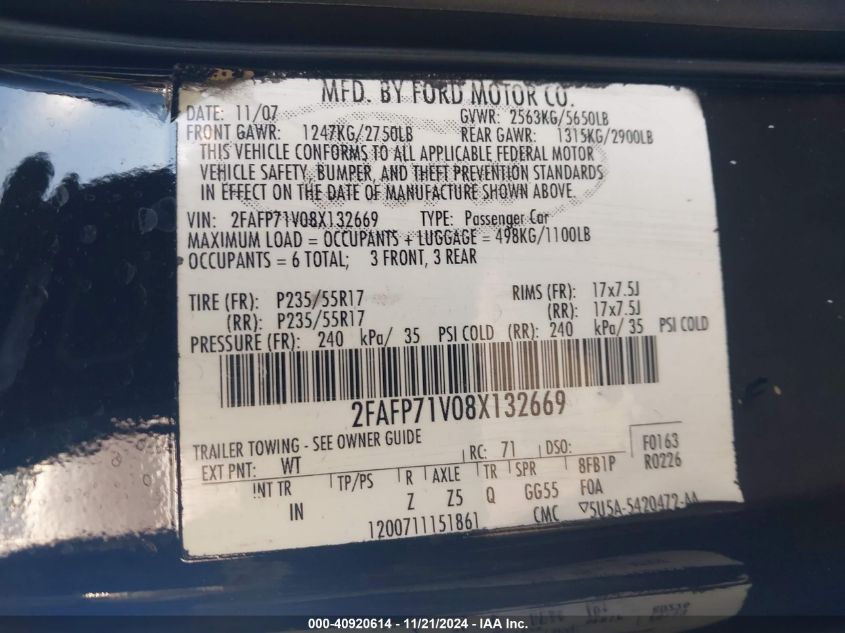 MFD. BY FORD MOTOR CO.
DATE: 11/07 GVWR: 2563KG/5650LB
FRONT GAWR: 1247KG/2750LB REAR GAWR: 1315KG/2900LB
THIS VEHICLE CONFORMS TO ALL APPLICABLE FEDERAL MOTOR
VEHICLE SAFETY, BUMPER, AND THEFT PREVENTION STANDARDS
IN EFFECT ON THE DATE OF MANUFACTURE SHOWN ABOVE.
VIN: 2FAFP71V08X132669 TYPE: Passenger Car
MAXIMUM LOAD = OCCUPANTS + LUGGAGE = 498KG/1100LB
OCCUPANTS = 6 TOTAL; 3 FRONT, 3 REAR
TIRE (FR): P235/55R17 RIMS (FR): 17x7.5J
(RR): P235/55R17 (RR): 17x7.5J
PRESSURE (FR): 240 kPa/ 35 PSI COLD (RR): 240 kPa/ 35 PSI COLD
2FAFP71V08X132669
TRAILER TOWING - SEE OWNER GUIDE
EXT PNT: WT RC: 71 DSO: F0163
R0226
INT TR TP/PS R AXLE TR SPR 8FB1P
IN Z Z5 Q GG55 FOA
1200711151861 CMC ▽5U5A-5420472-AA
000-40920614 - 11/21/2024 - IAA Inc.